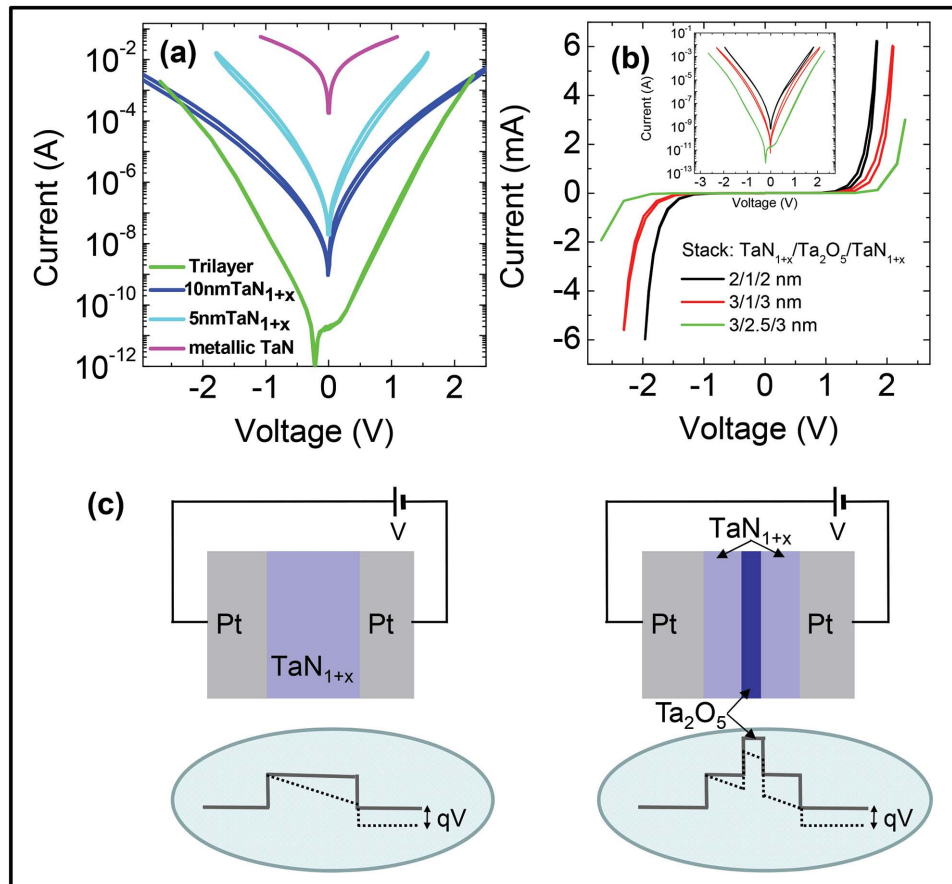 (a)
Current (A)
10⁻²
10⁻⁴
10⁻⁶
10⁻⁸
10⁻¹⁰
10⁻¹²
Trilayer
10nmTaN₁₊ₓ
5nmTaN₁₊ₓ
metallic TaN
-2 -1 0 1 2
Voltage (V)
(b)
Current (mA)
6
4
2
0
-2
-4
-6
Current (A)
10⁻¹
10⁻³
10⁻⁵
10⁻⁷
10⁻⁹
10⁻¹¹
10⁻¹³
-3 -2 -1 0 1 2
Voltage (V)
Stack: TaN₁₊ₓ/Ta₂O₅/TaN₁₊ₓ
2/1/2 nm
3/1/3 nm
3/2.5/3 nm
-2 -1 0 1 2
Voltage (V)
(c)
V
Pt Pt
TaN₁₊ₓ
qV
V
TaN₁₊ₓ
Pt Pt
Ta₂O₅
qV